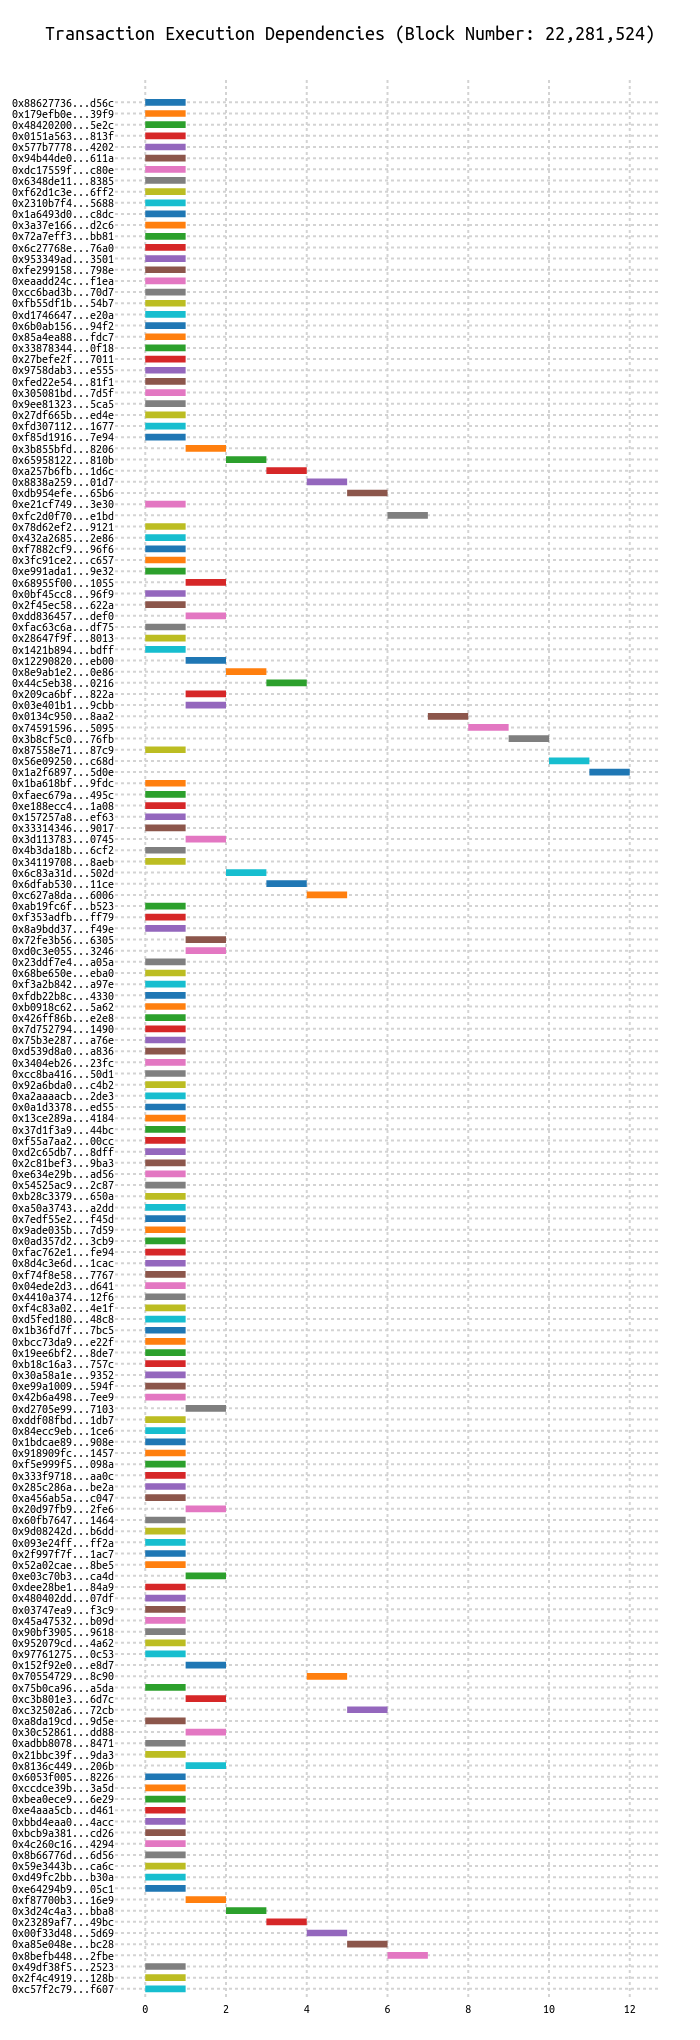 Transaction Execution Dependencies (Block Number: 22,281,524)
0x88627736...d56c
0x179efb0e...39f9
0x48420200...5e2c
0x0151a563...813f
0x577b7778...4202
0x94b44de0...611a
0xdc17559f...c80e
0x6348de11...8385
0xf62d1c3e...6ff2
0x2310b7f4...5688
0x1a6493d0...c8dc
0x3a37e166...d2c6
0x72a7eff3...bb81
0x6c27768e...76a0
0x953349ad...3501
0xfe299158...798e
0xeaadd24c...f1ea
0xcc6bad3b...70d7
0xfb55df1b...54b7
0xd1746647...e20a
0x6b0ab156...94f2
0x85a4ea88...fdc7
0x33878344...0f18
0x27befe2f...7011
0x9758dab3...e555
0xfed22e54...81f1
0x305081bd...7d5f
0x9ee81323...5ca5
0x27df665b...ed4e
0xfd307112...1677
0xf85d1916...7e94
0x3b855bfd...8206
0x65958122...810b
0xa257b6fb...1d6c
0x8838a259...01d7
0xdb954efe...65b6
0xe21cf749...3e30
0xfc2d0f70...e1bd
0x78d62ef2...9121
0x432a2685...2e86
0xf7882cf9...96f6
0x3fc91ce2...c657
0xe991ada1...9e32
0x68955f00...1055
0x0bf45cc8...96f9
0x2f45ec58...622a
0xdd836457...def0
0xfac63c6a...df75
0x28647f9f...8013
0x1421b894...bdff
0x12290820...eb00
0x8e9ab1e2...0e86
0x44c5eb38...0216
0x209ca6bf...822a
0x03e401b1...9cbb
0x0134c950...8aa2
0x74591596...5095
0x3b8cf5c0...76fb
0x87558e71...87c9
0x56e09250...c68d
0x1a2f6897...5d0e
0x1ba618bf...9fdc
0xfaec679a...495c
0xe188ecc4...1a08
0x157257a8...ef63
0x33314346...9017
0x3d113783...0745
0x4b3da18b...6cf2
0x34119708...8aeb
0x6c83a31d...502d
0x6dfab530...11ce
0xc627a8da...6006
0xab19fc6f...b523
0xf353adfb...ff79
0x8a9bdd37...f49e
0x72fe3b56...6305
0xd0c3e055...3246
0x23ddf7e4...a05a
0x68be650e...eba0
0xf3a2b842...a97e
0xfdb22b8c...4330
0xb0918c62...5a62
0x426ff86b...e2e8
0x7d752794...1490
0x75b3e287...a76e
0xd539d8a0...a836
0x3404eb26...23fc
0xcc8ba416...50d1
0x92a6bda0...c4b2
0xa2aaaacb...2de3
0x0a1d3378...ed55
0x13ce289a...4184
0x37d1f3a9...44bc
0xf55a7aa2...00cc
0xd2c65db7...8dff
0x2c81bef3...9ba3
0xe634e29b...ad56
0x54525ac9...2c87
0xb28c3379...650a
0xa50a3743...a2dd
0x7edf55e2...f45d
0x9ade035b...7d59
0x0ad357d2...3cb9
0xfac762e1...fe94
0x8d4c3e6d...1cac
0xf74f8e58...7767
0x04ede2d3...d641
0x4410a374...12f6
0xf4c83a02...4e1f
0xd5fed180...48c8
0x1b36fd7f...7bc5
0xbcc73da9...e22f
0x19ee6bf2...8de7
0xb18c16a3...757c
0x30a58a1e...9352
0xe99a1009...594f
0x42b6a498...7ee9
0xd2705e99...7103
0xddf08fbd...1db7
0x84ecc9eb...1ce6
0x1bdcae89...908e
0x918909fc...1457
0xf5e999f5...098a
0x333f9718...aa0c
0x285c286a...be2a
0xa456ab5a...c047
0x20d97fb9...2fe6
0x60fb7647...1464
0x9d08242d...b6dd
0x093e24ff...ff2a
0x2f997f7f...1ac7
0x52a02cae...8be5
0xe03c70b3...ca4d
0xdee28be1...84a9
0x480402dd...07df
0x03747ea9...f3c9
0x45a47532...b09d
0x90bf3905...9618
0x952079cd...4a62
0x97761275...0c53
0x152f92e0...e8d7
0x70554729...8c90
0x75b0ca96...a5da
0xc3b801e3...6d7c
0xc32502a6...72cb
0xa8da19cd...9d5e
0x30c52861...dd88
0xadbb8078...8471
0x21bbc39f...9da3
0x8136c449...206b
0x6053f005...8226
0xccdce39b...3a5d
0xbea0ece9...6e29
0xe4aaa5cb...d461
0xbbd4eaa0...4acc
0xbcb9a381...cd26
0x4c260c16...4294
0x8b66776d...6d56
0x59e3443b...ca6c
0xd49fc2bb...b30a
0xe64294b9...05c1
0xf87700b3...16e9
0x3d24c4a3...bba8
0x23289af7...49bc
0x00f33d48...5d69
0xa85e048e...bc28
0x8befb448...2fbe
0x49df38f5...2523
0x2f4c4919...128b
0xc57f2c79...f607
0 2 4 6 8 10 12